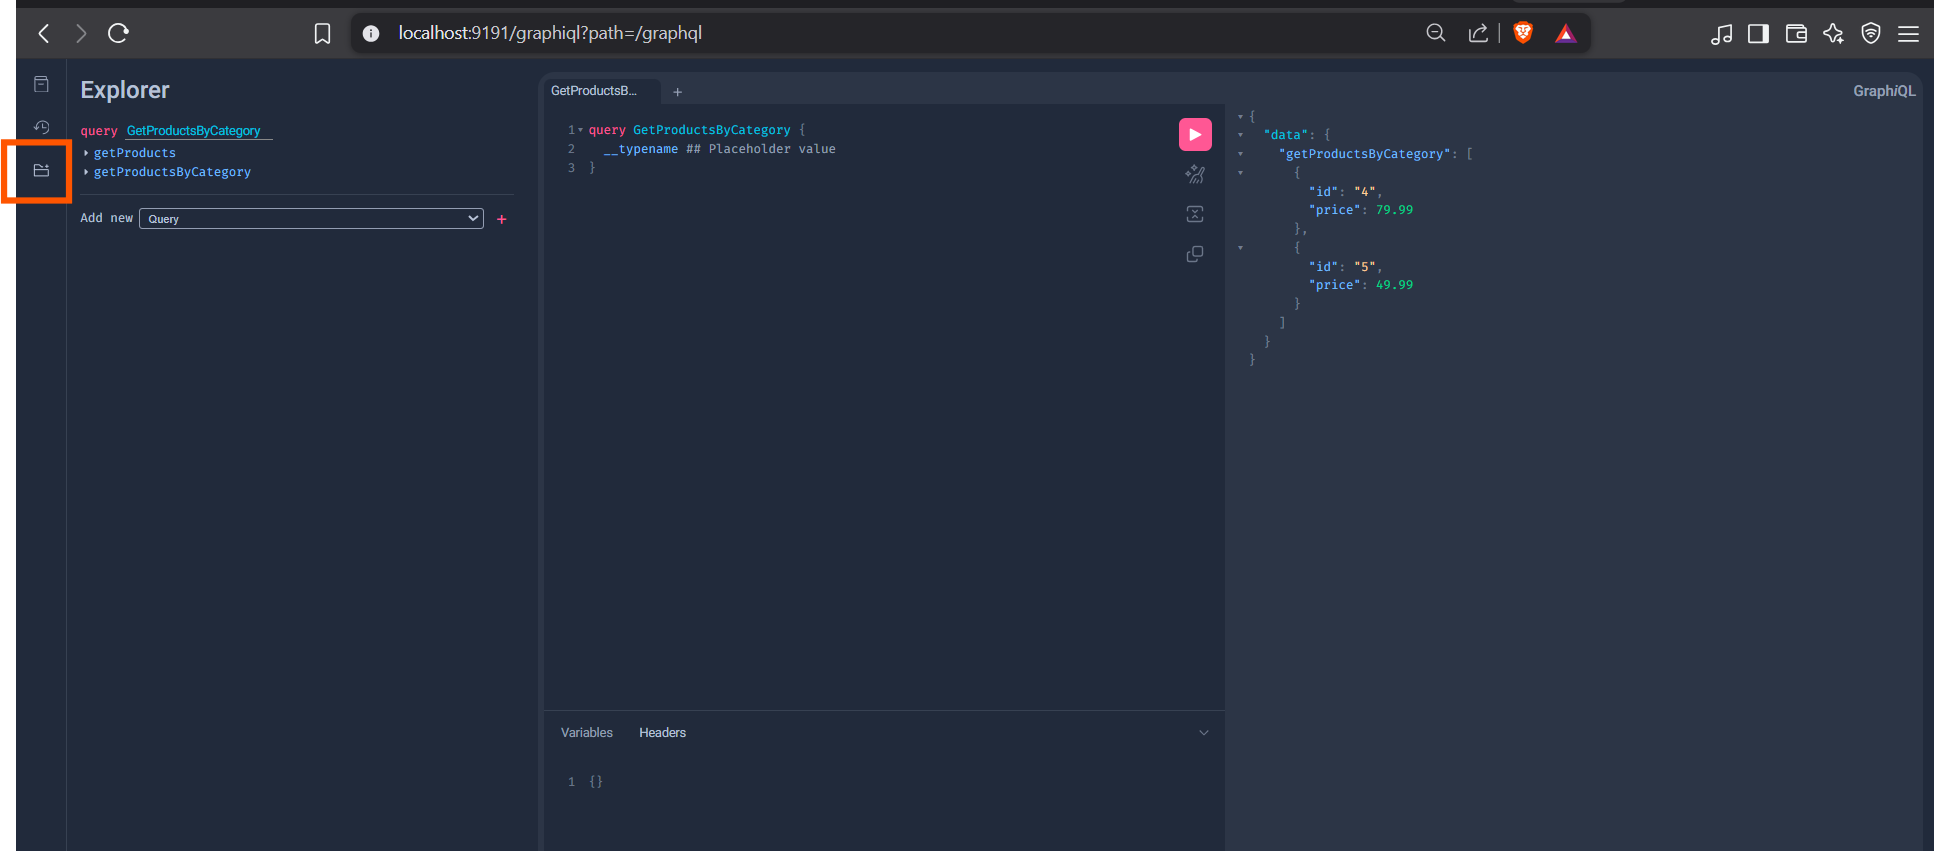 localhost:9191/graphiql?path=/graphql
Explorer
query GetProductsByCategory
getProducts
getProductsByCategory
Add new Query +
GetProductsB... +
1 query GetProductsByCategory {
2 __typename ## Placeholder value
3 }
Variables Headers
1 {}
GraphiQL
{
"data": {
"getProductsByCategory": [
{
"id": "4",
"price": 79.99
},
{
"id": "5",
"price": 49.99
}
]
}
}